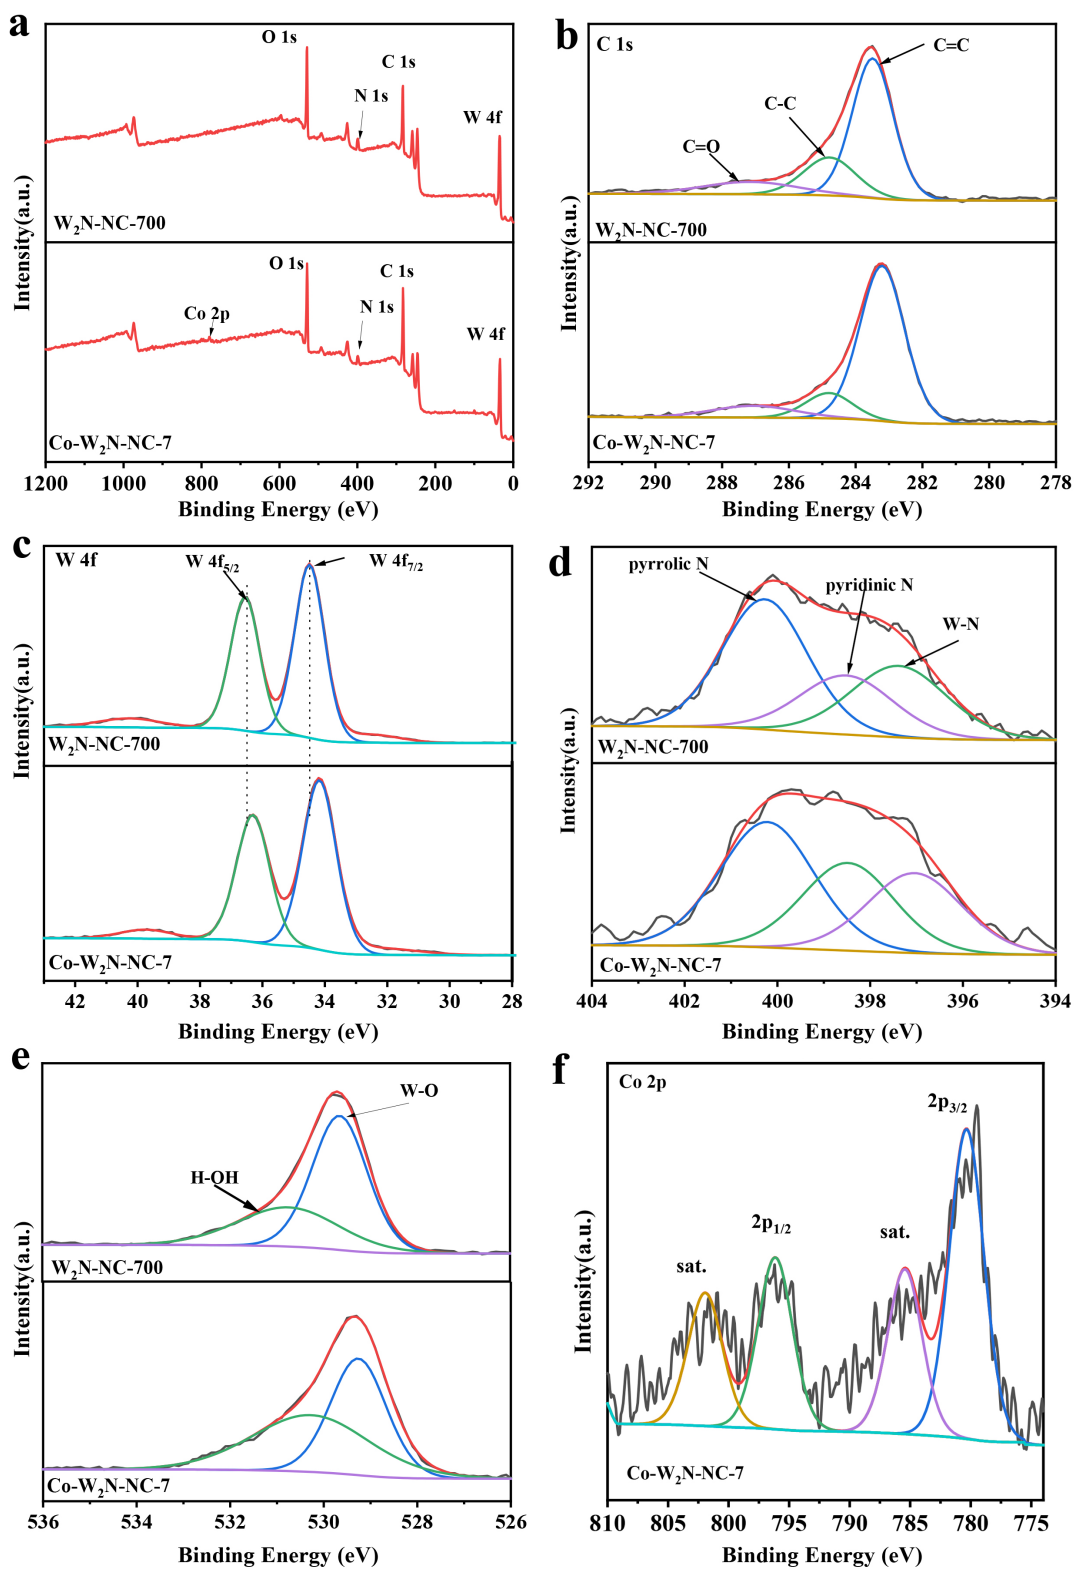 a
O 1s
C 1s
N 1s
W 4f
W₂N-NC-700
O 1s
C 1s
Co 2p
N 1s
W 4f
Co-W₂N-NC-7
Intensity(a.u.)
1200 1000 800 600 400 200 0
Binding Energy (eV)
b
C 1s
C=C
C-C
C=O
W₂N-NC-700
Co-W₂N-NC-7
Intensity(a.u.)
292 290 288 286 284 282 280 278
Binding Energy (eV)
c
W 4f
W 4f₅/₂
W 4f₇/₂
W₂N-NC-700
Co-W₂N-NC-7
Intensity(a.u.)
42 40 38 36 34 32 30 28
Binding Energy (eV)
d
pyrrolic N
pyridinic N
W-N
W₂N-NC-700
Co-W₂N-NC-7
Intensity(a.u.)
404 402 400 398 396 394
Binding Energy (eV)
e
W-O
H-OH
W₂N-NC-700
Co-W₂N-NC-7
Intensity(a.u.)
536 534 532 530 528 526
Binding Energy (eV)
f
Co 2p
2p₃/₂
2p₁/₂
sat.
sat.
Co-W₂N-NC-7
Intensity(a.u.)
810 805 800 795 790 785 780 775
Binding Energy (eV)